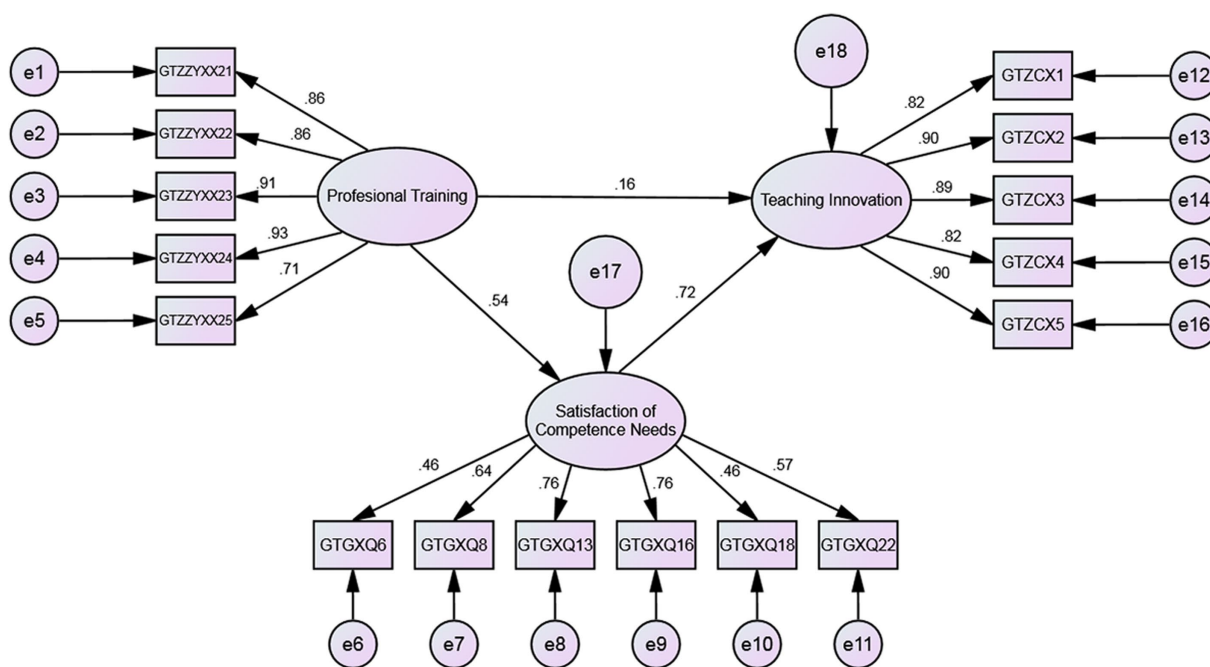 e1
GTZZYXX21
.86
e2
GTZZYXX22
.86
e3
GTZZYXX23
.91
e4
GTZZYXX24
.93
e5
GTZZYXX25
.71
Profesional Training
.16
.54
e17
e18
Teaching Innovation
.72
.82
GTZCX1
e12
.90
GTZCX2
e13
.89
GTZCX3
e14
.82
GTZCX4
e15
.90
GTZCX5
e16
Satisfaction of
Competence Needs
.46
.64
.76
.76
.46
.57
GTGXQ6
GTGXQ8
GTGXQ13
GTGXQ16
GTGXQ18
GTGXQ22
e6
e7
e8
e9
e10
e11